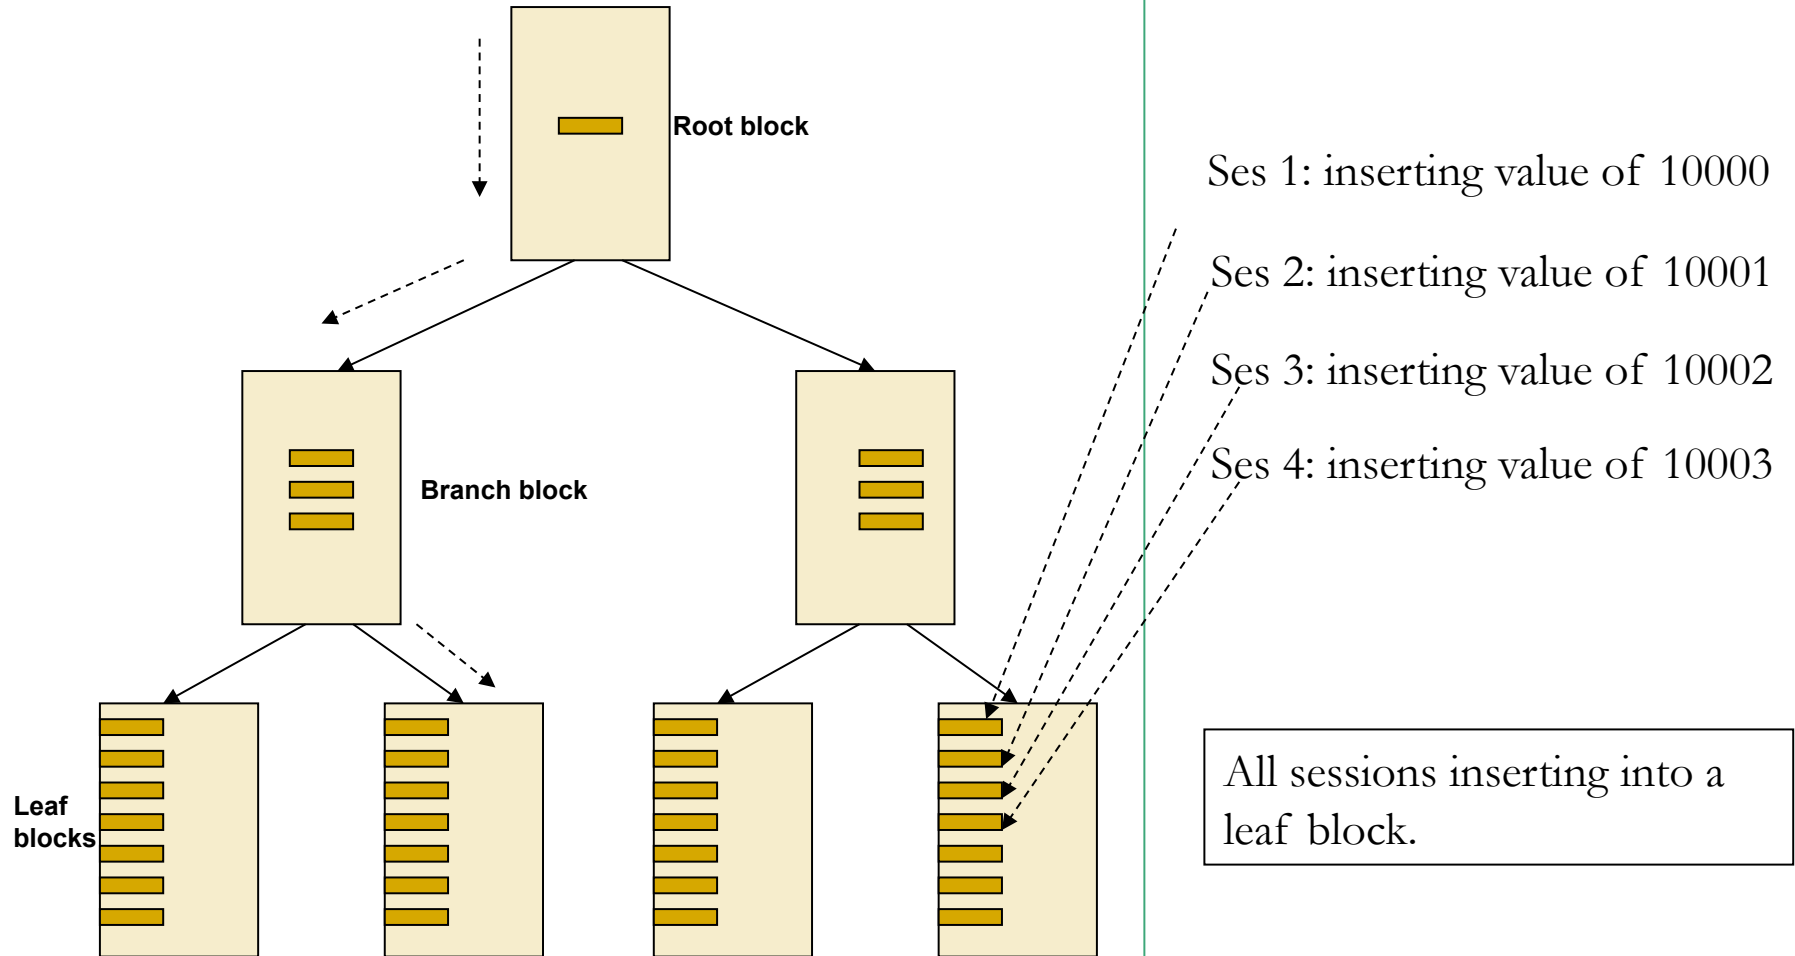 Root block
Ses 1: inserting value of 10000
Ses 2: inserting value of 10001
Ses 3: inserting value of 10002
Ses 4: inserting value of 10003
Branch block
Leaf
blocks
All sessions inserting into a
leaf block.